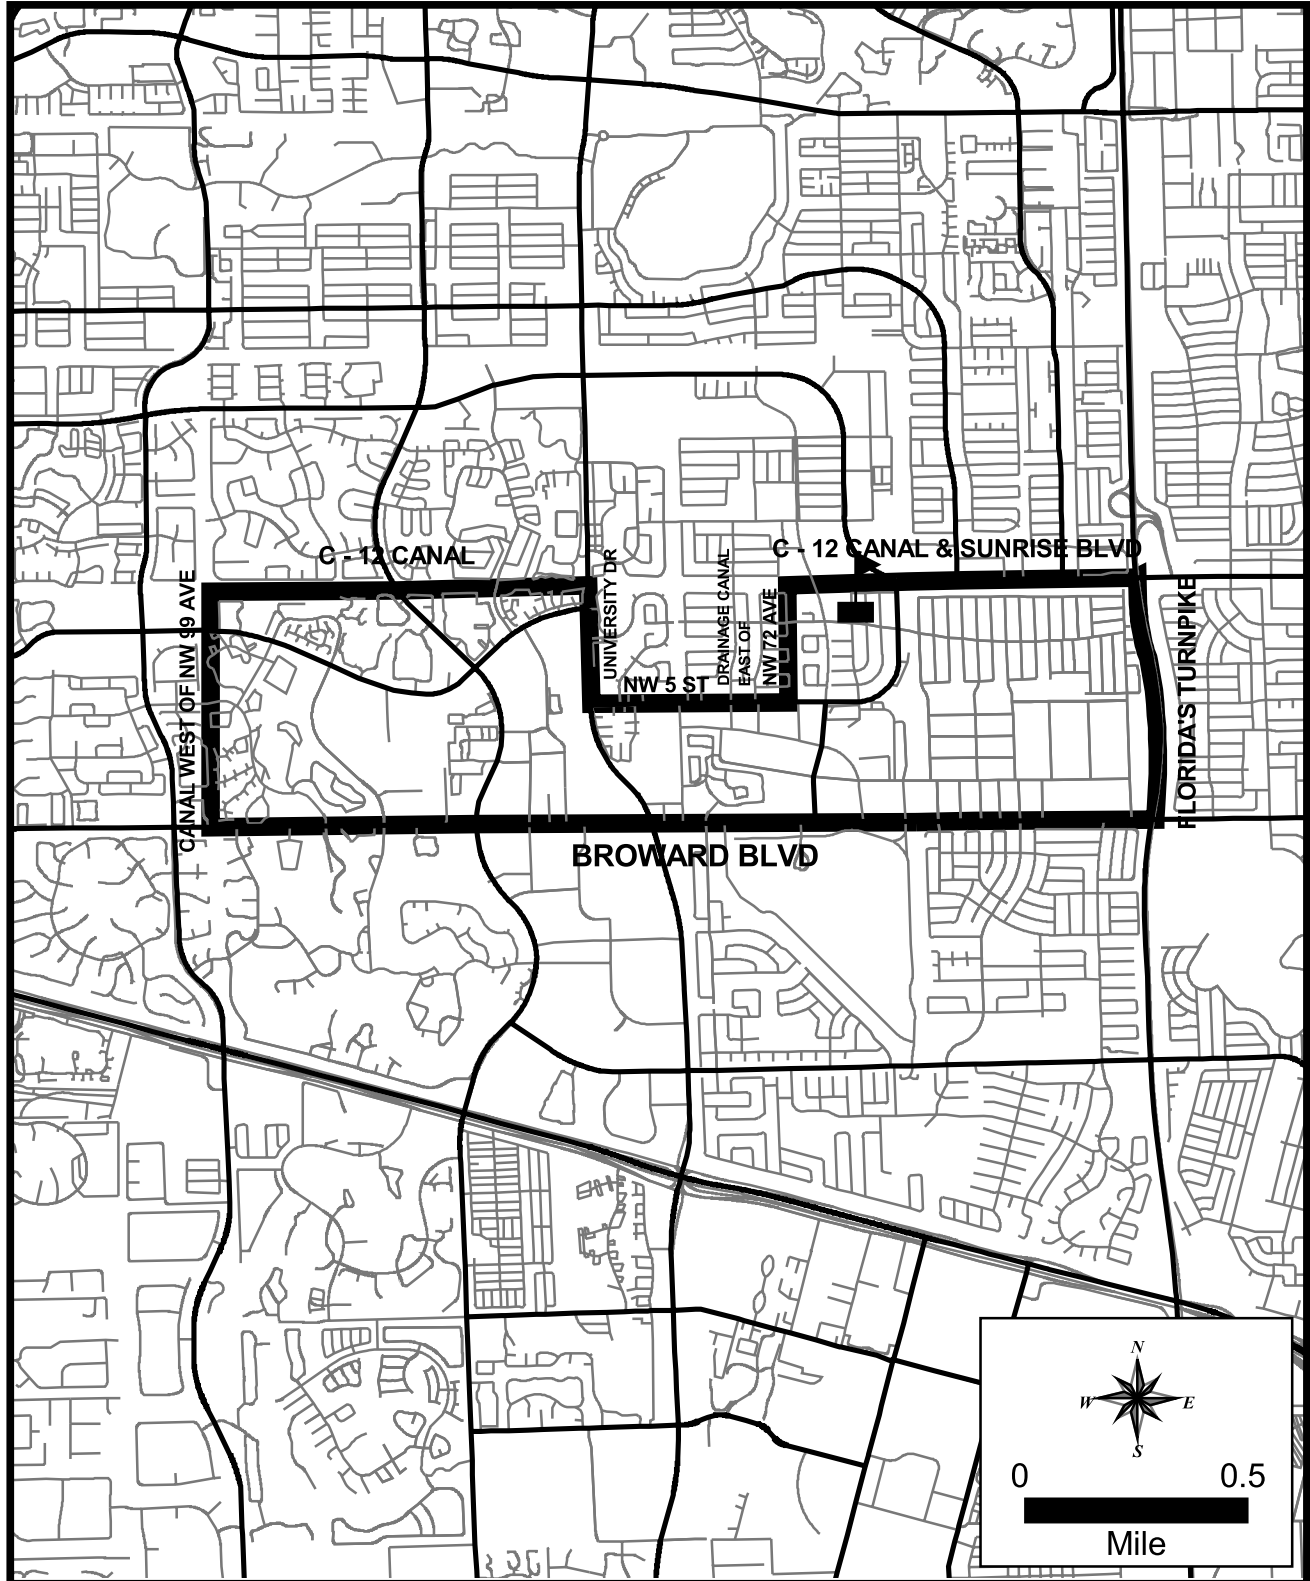 C - 12 CANAL
C - 12 CANAL & SUNRISE BLVD
CANAL WEST OF NW 99 AVE
UNIVERSITY DR
DRAINAGE CANAL
EAST OF
NW 72 AVE
NW 5 ST
FLORIDA'S TURNPIKE
BROWARD BLVD
N
W E
S
0 0.5
Mile